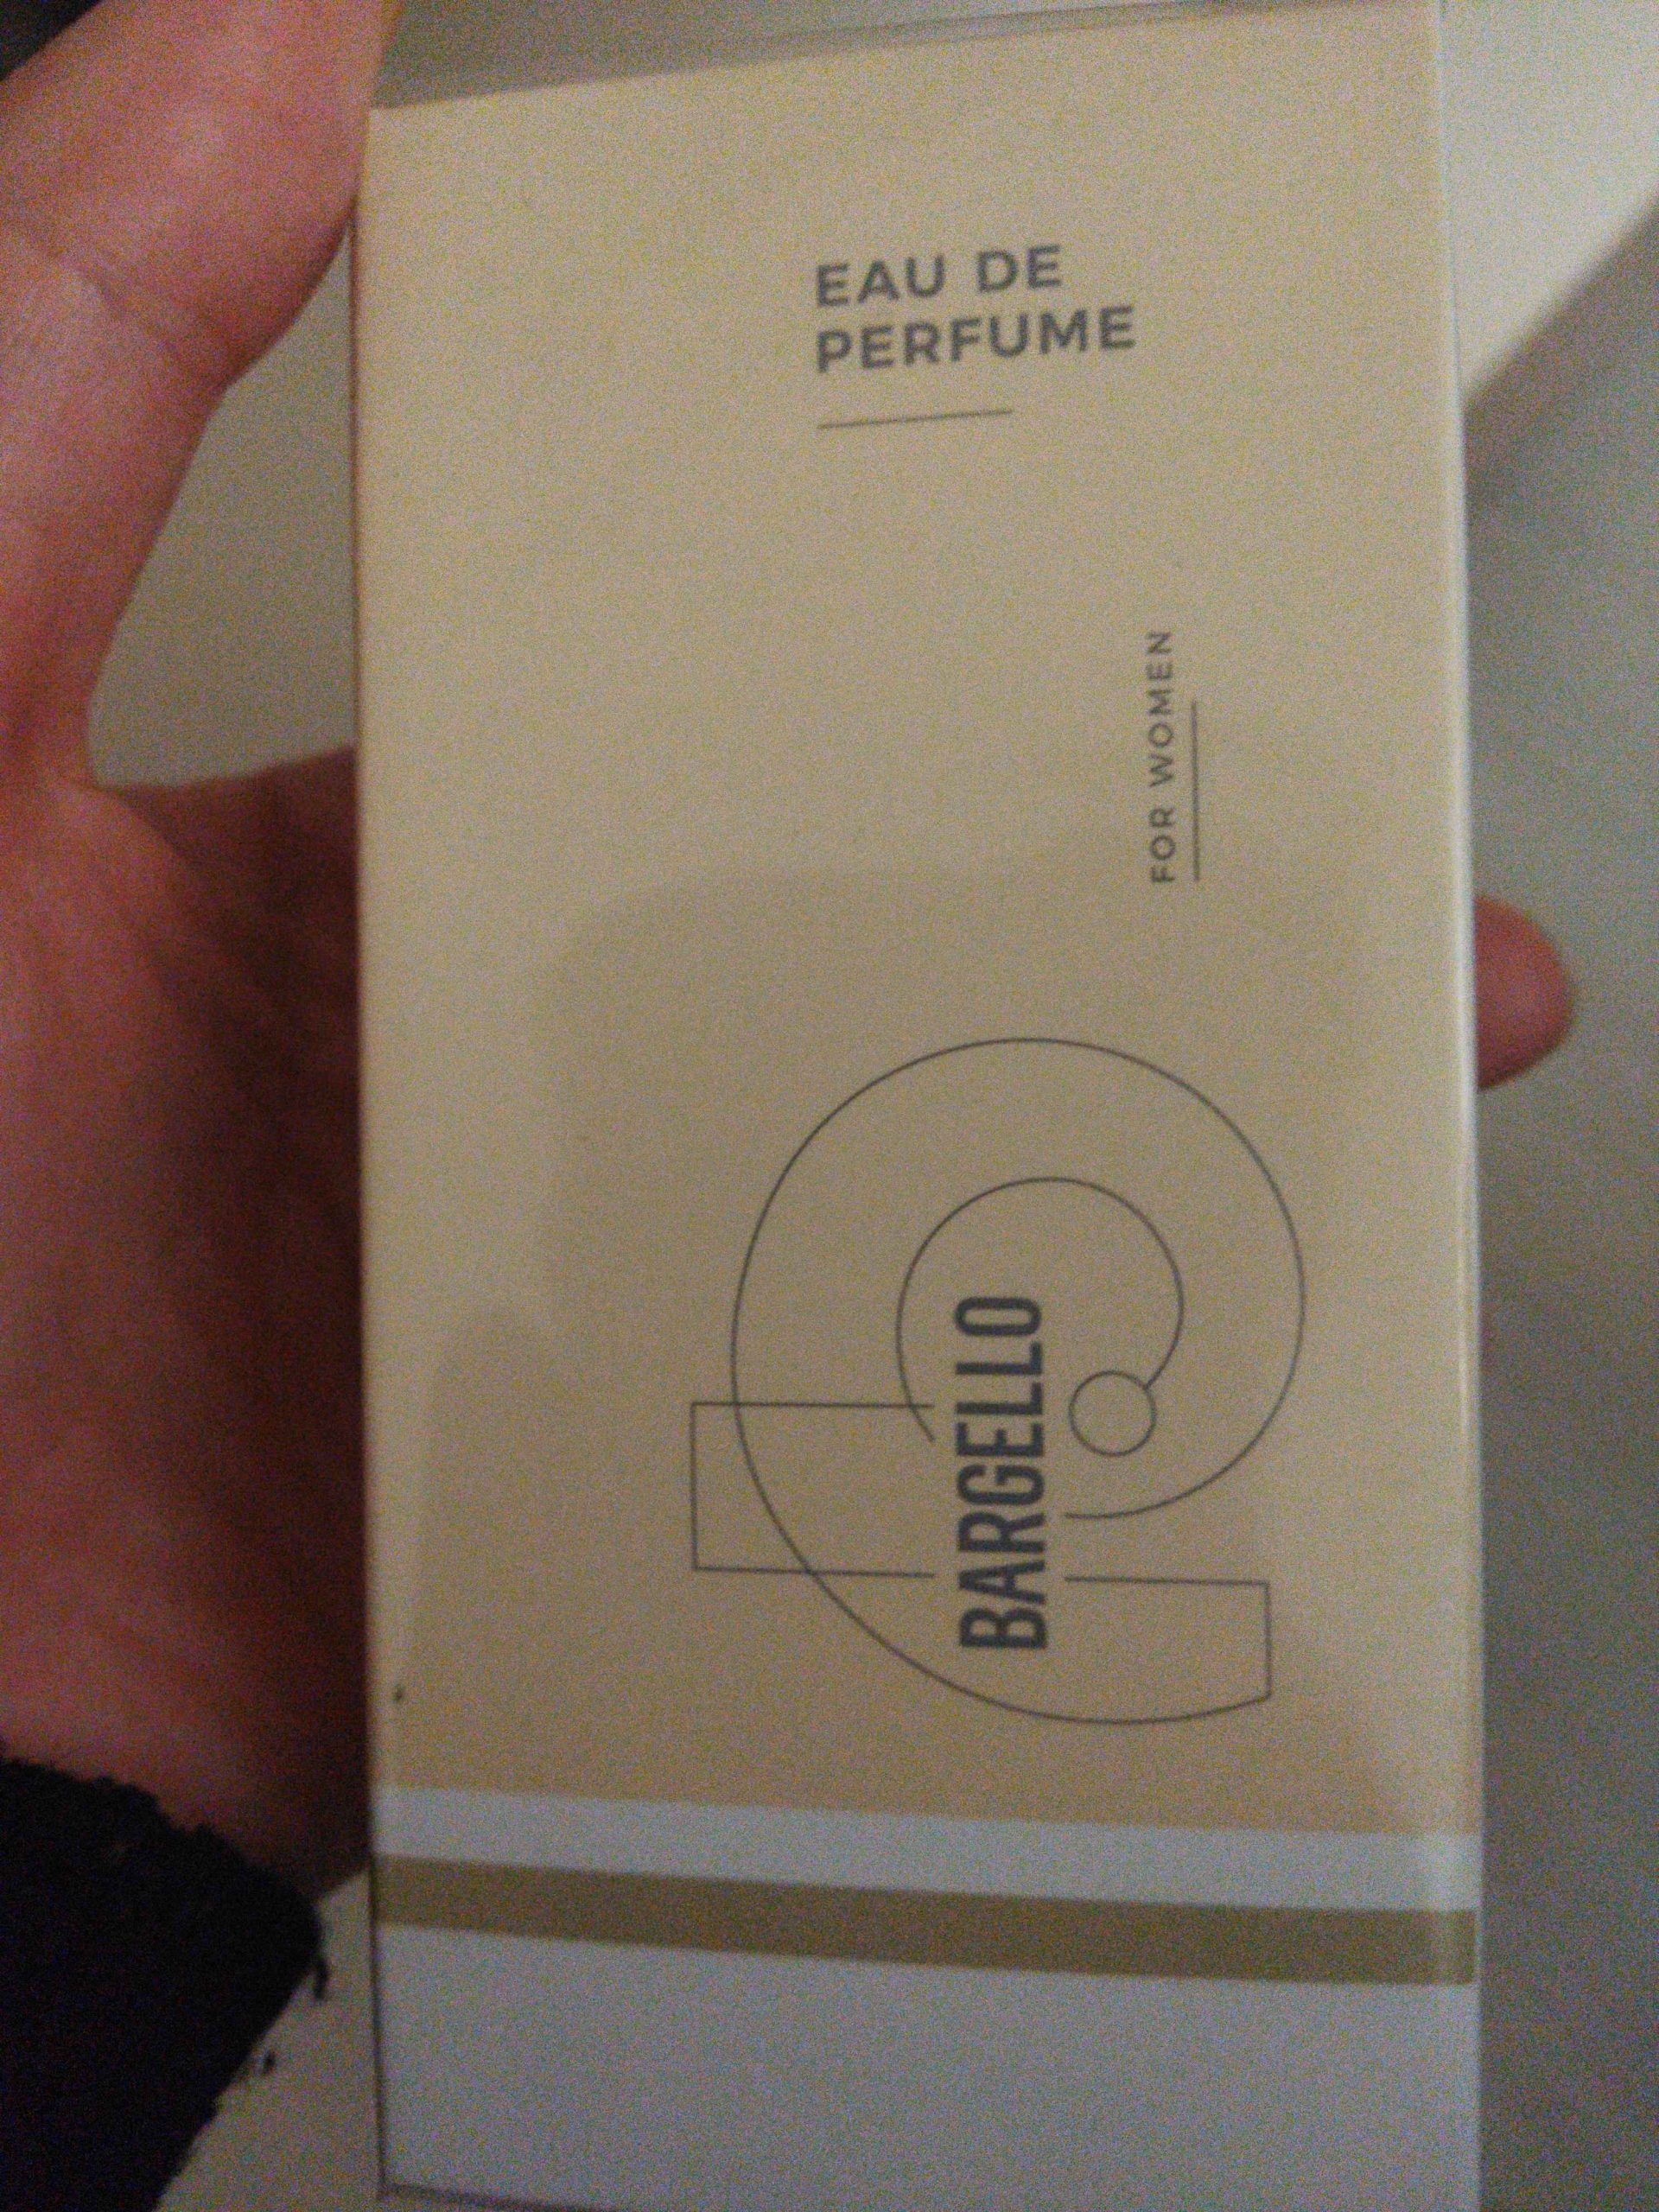 EAU DE
PERFUME
FOR WOMEN
BARGELLO